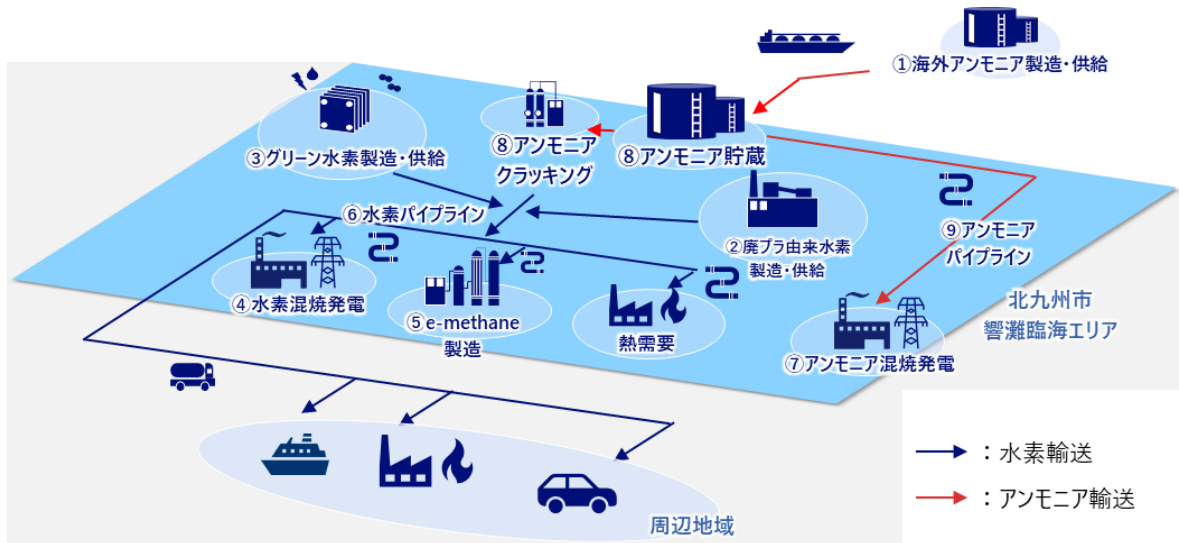 ①海外アンモニア製造・供給
③グリーン水素製造・供給
⑧アンモニア
クラッキング
⑧アンモニア貯蔵
⑥水素パイプライン
②廃プラ由来水素
製造・供給
⑨アンモニア
パイプライン
④水素混焼発電
⑤e-methane
製造
熱需要
⑦アンモニア混焼発電
北九州市
響灘臨海エリア
周辺地域
：水素輸送
：アンモニア輸送